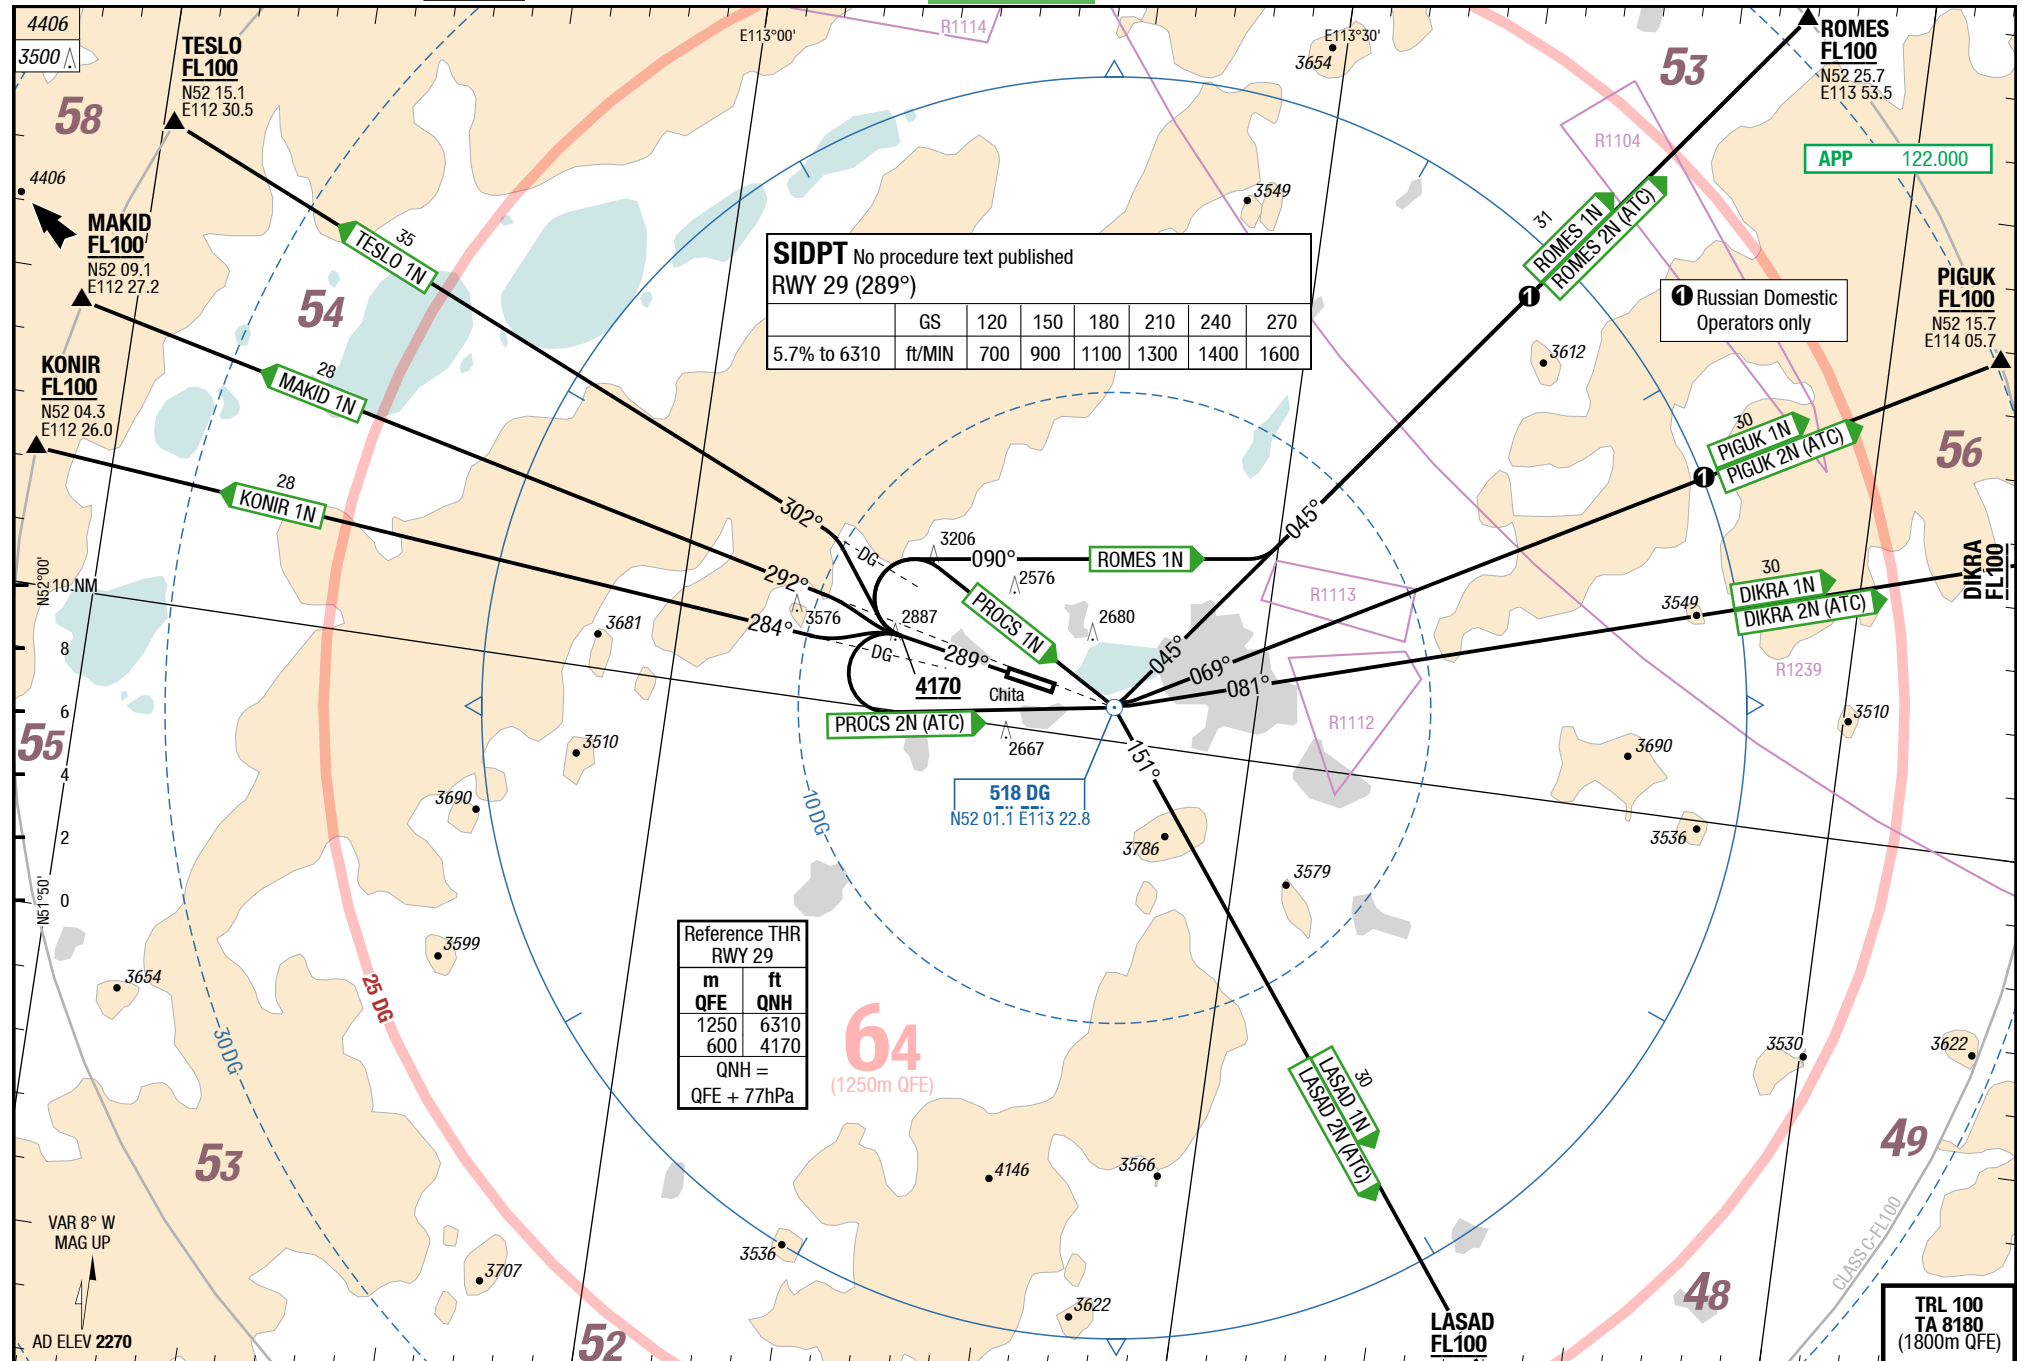 4406
3500
TESLO
FL100
N52 15.1
E112 30.5
58
4406
MAKID
FL100
N52 09.1
E112 27.2
KONIR
FL100
N52 04.3
E112 26.0
E113°00'
R1114
E113°30'
3654
53
ROMES
FL100
N52 25.7
E113 53.5
R1104
APP 122.000
3549
35
TESLO 1N
54
28
MAKID 1N
28
KONIR 1N
SIDPT No procedure text published
RWY 29 (289°)
GS 120 150 180 210 240 270
5.7% to 6310 ft/MIN 700 900 1100 1300 1400 1600
31
ROMES 1N
ROMES 2N (ATC)
1
1 Russian Domestic
Operators only
PIGUK
FL100
N52 15.7
E114 05.7
3612
30
PIGUK 1N
PIGUK 2N (ATC)
1
56
302°
292°
284°
DG
3206
090°
ROMES 1N
045°
2576
3576
2887
PROCS 1N
2680
R1113
DG
289°
4170
Chita
045°
069°
081°
30
DIKRA 1N
DIKRA 2N (ATC)
DIKRA
FL100
3549
R1239
N52°00'
10 NM
8
6
4
2
0
N51°50'
3681
PROCS 2N (ATC)
2667
R1112
3510
55
3510
3690
3690
151°
518 DG
N52 01.1 E113 22.8
10 DG
3786
3536
3579
3599
3654
25 DG
30 DG
Reference THR
RWY 29
m ft
QFE QNH
1250 6310
600 4170
QNH =
QFE + 77hPa
64
(1250m QFE)
3530
3622
30
LASAD 1N
LASAD 2N (ATC)
49
53
4146
3566
VAR 8° W
MAG UP
3536
3707
CLASS C-FL100
48
3622
AD ELEV 2270
52
LASAD
FL100
TRL 100
TA 8180
(1800m QFE)